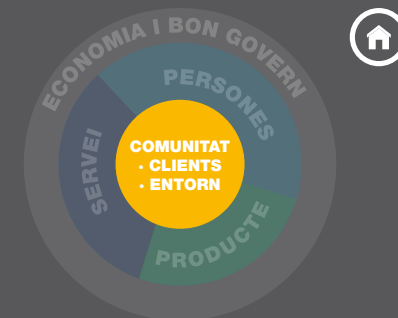 ECONOMIA I BON GOVERN
PERSONES
SERVEI
COMUNITAT
· CLIENTS
· ENTORN
PRODUCTE